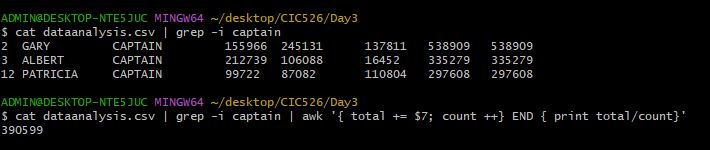 ADMIN@DESKTOP-NTE5JUC MINGW64 ~/desktop/CIC526/Day3
$ cat dataanalysis.csv | grep -i captain
2 GARY CAPTAIN 155966 245131 137811 538909 538909
3 ALBERT CAPTAIN 212739 106088 16452 335279 335279
12 PATRICIA CAPTAIN 99722 87082 110804 297608 297608
ADMIN@DESKTOP-NTE5JUC MINGW64 ~/desktop/CIC526/Day3
$ cat dataanalysis.csv | grep -i captain | awk '{ total += $7; count ++} END { print total/count}'
390599